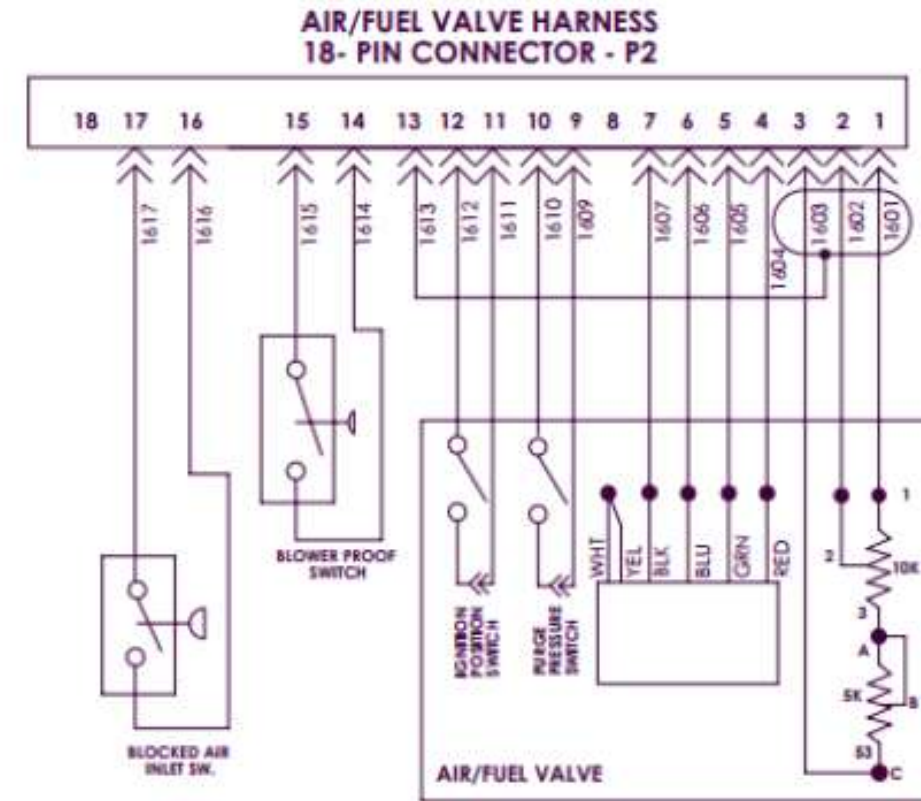 AIR/FUEL VALVE HARNESS
18- PIN CONNECTOR - P2
18 17 16 15 14 13 12 11 10 9 8 7 6 5 4 3 2 1
1617
1616
1615
1614
1613
1612
1611
1610
1609
1607
1606
1605
1604
1603
1602
1601
BLOWER PROOF
SWITCH
BLOCKED AIR
INLET SW.
IGNITION
POSITION
SWITCH
PURGE
PRESSURE
SWITCH
WHT
YEL
BLK
BLU
GRN
RED
1
2
10K
3
A
5K
B
53
C
AIR/FUEL VALVE